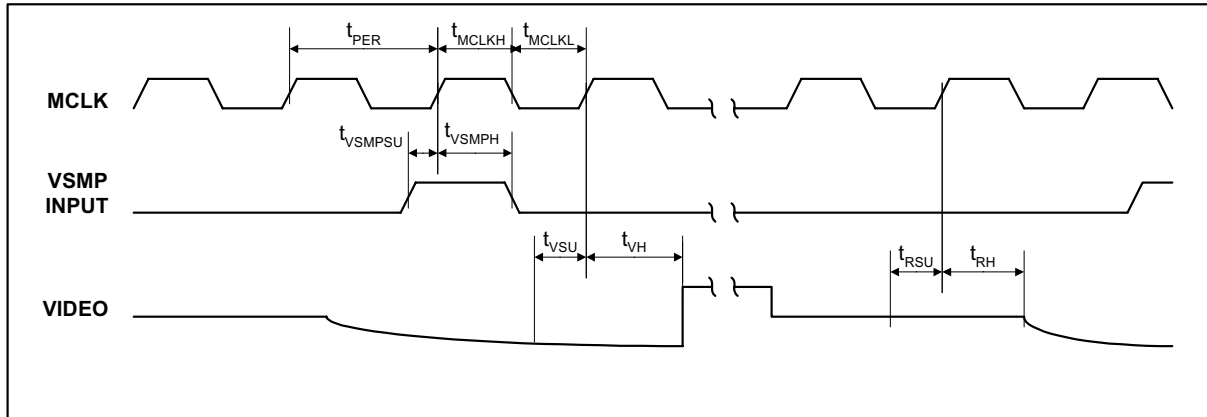 tPER
tMCLKH
tMCLKL
MCLK
tVSMPSU
tVSMPH
VSMP
INPUT
tVSU
tVH
tRSU
tRH
VIDEO